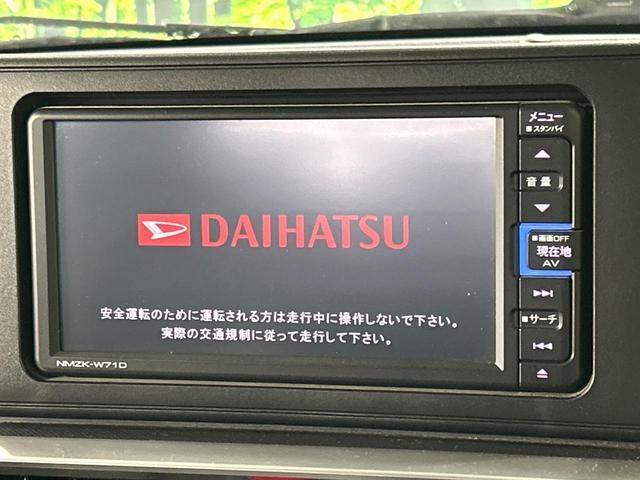 DAIHATSU
安全運転のために運転される方は走行中に操作しないで下さい。
実際の交通規制に従って走行して下さい。
NMZK-W71D
メニュー
■スタンバイ
音量
■画面OFF
現在地
AV
■サーチ